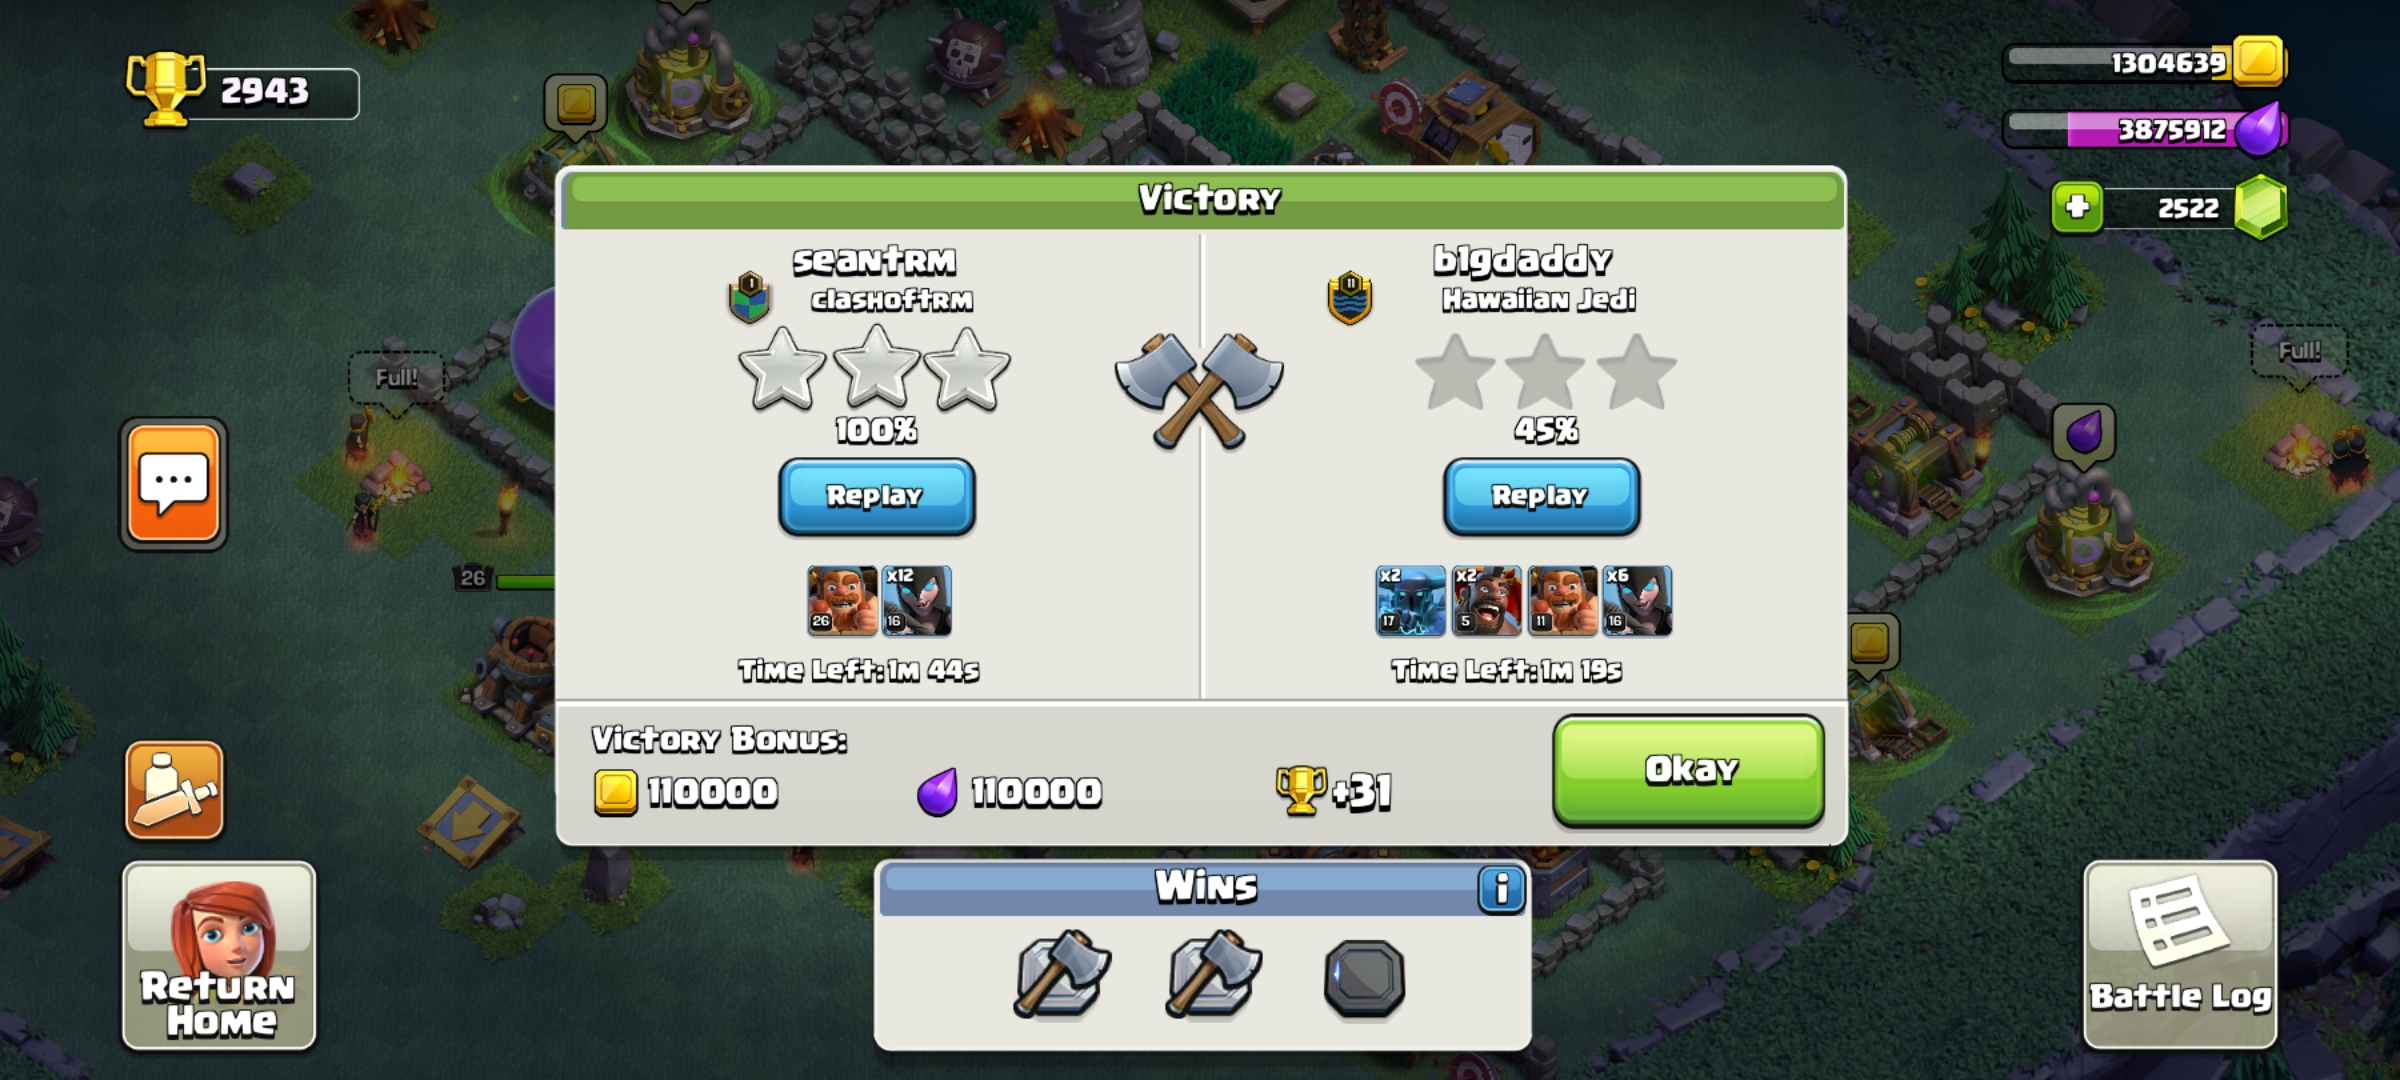 2943
1304639
3875912
2522
Full!
Full!
26
Victory
seantrm
clashoftrm
I
100%
Replay
26
x12
16
Time Left:1m 44s
b1gdaddy
Hawaiian Jedi
II
45%
Replay
x2
17
x2
5
11
x6
16
Time Left:1m 19s
Victory Bonus:
110000
110000
+31
Okay
Wins
i
Return
Home
Battle Log